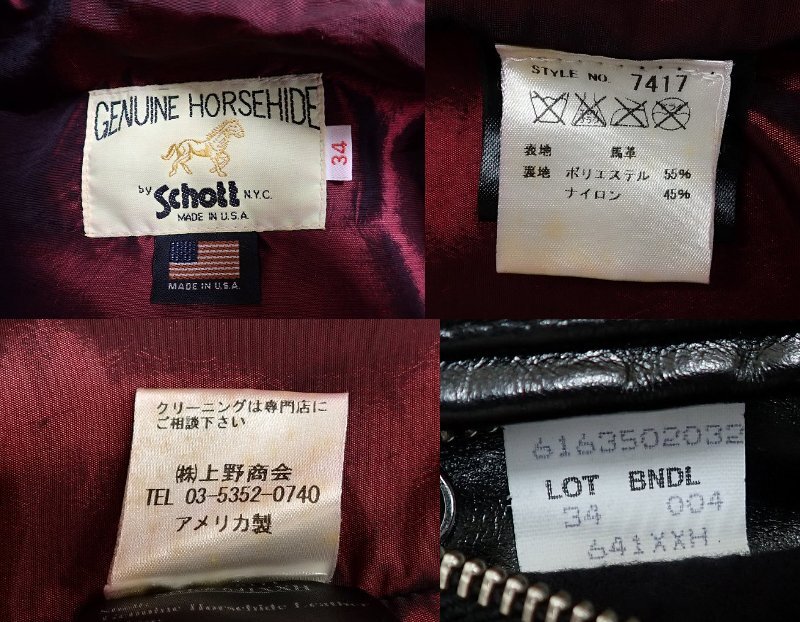 GENUINE HORSEHIDE
by Schott N.Y.C.
MADE IN U.S.A.
34
MADE IN U.S.A.
STYLE NO. 7417
表地 馬革
裏地 ポリエステル 55%
ナイロン 45%
クリーニングは専門店に
ご相談下さい
㈱上野商会
TEL 03-5352-0740
アメリカ製
6163502032
LOT BNDL
34 004
641XXH